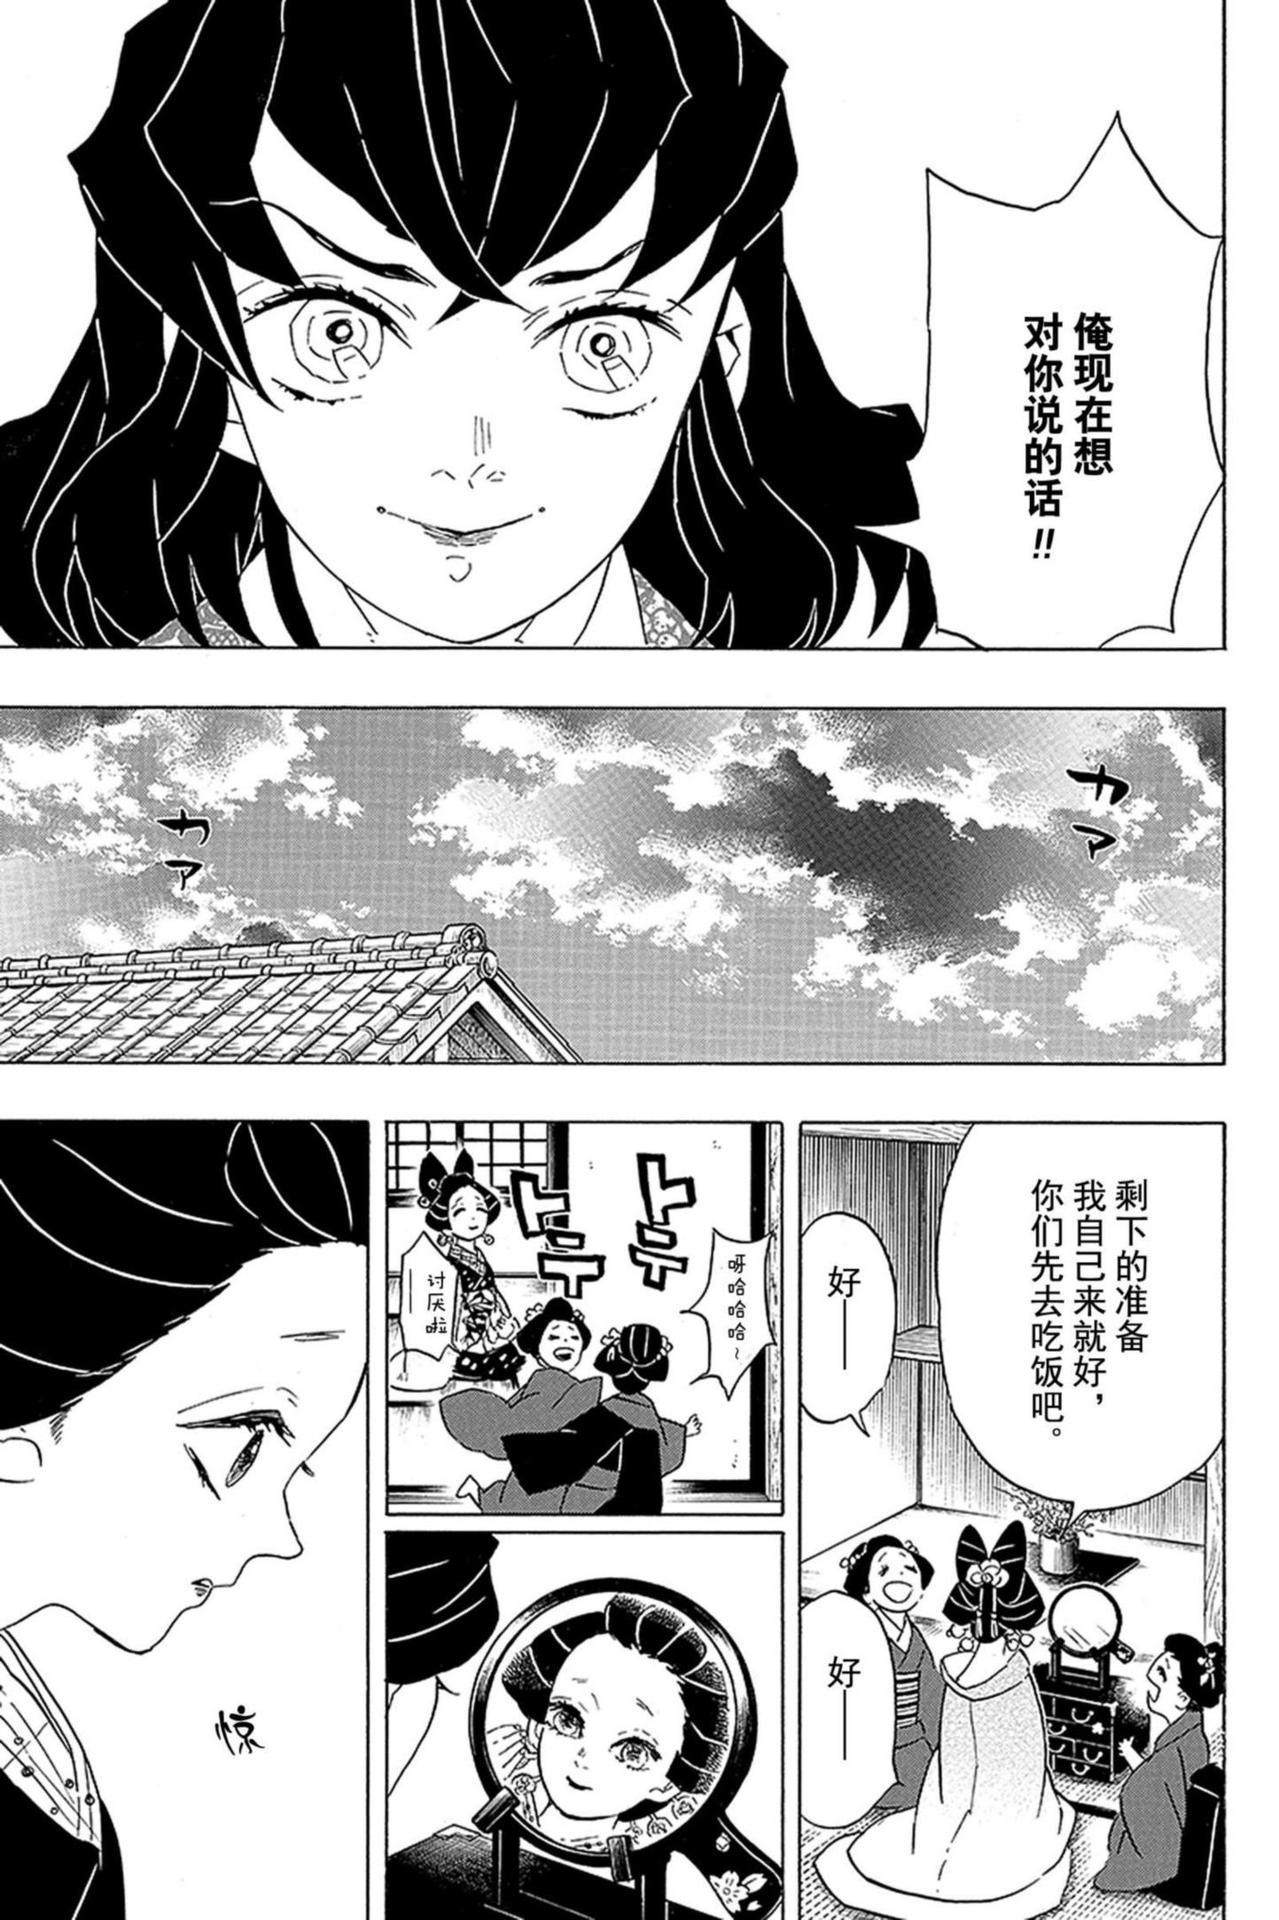 俺现在想
对你说的话!!
カァ
カァ
剩下的准备
我自己来就好，
你们先去吃饭吧。
好——
好——
呀哈哈哈~
トテ
トテ
——讨厌啦
惊